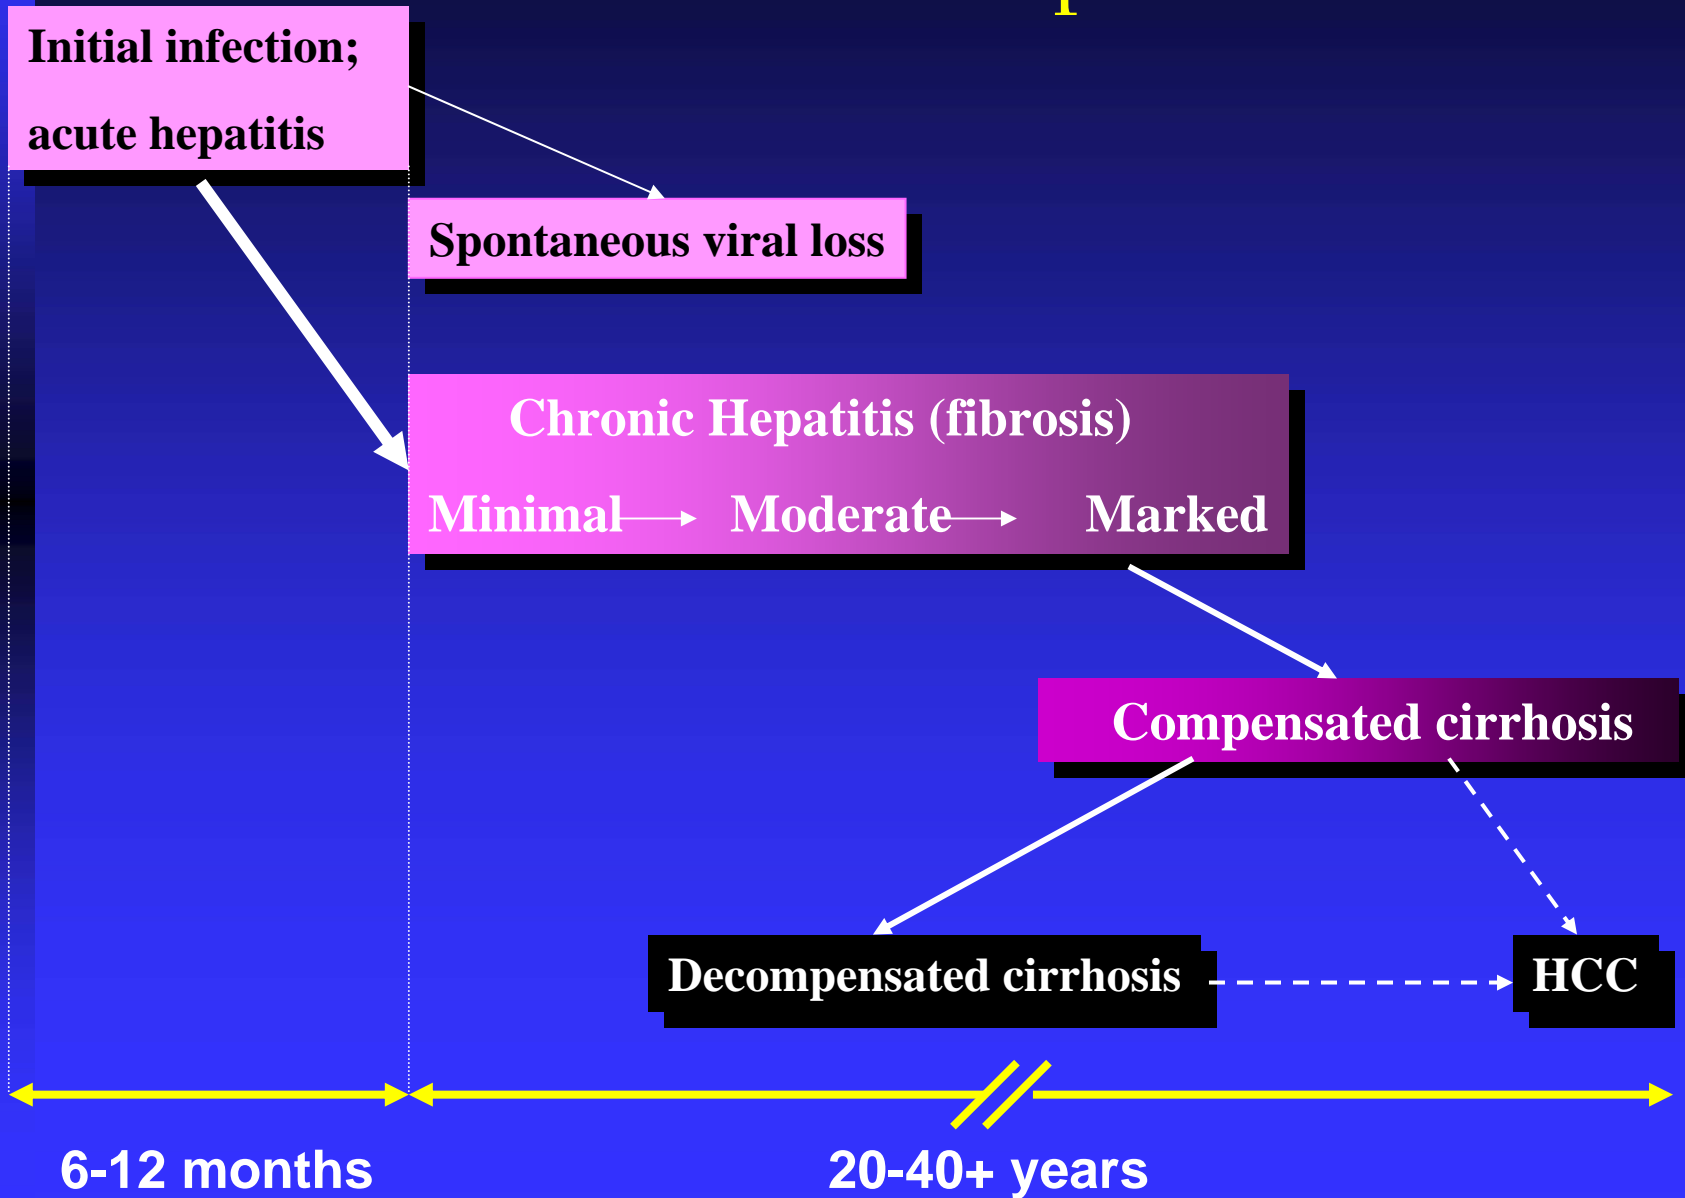 Initial infection;
acute hepatitis
Spontaneous viral loss
Chronic Hepatitis (fibrosis)
Minimal Moderate Marked
Compensated cirrhosis
Decompensated cirrhosis
HCC
6-12 months
20-40+ years